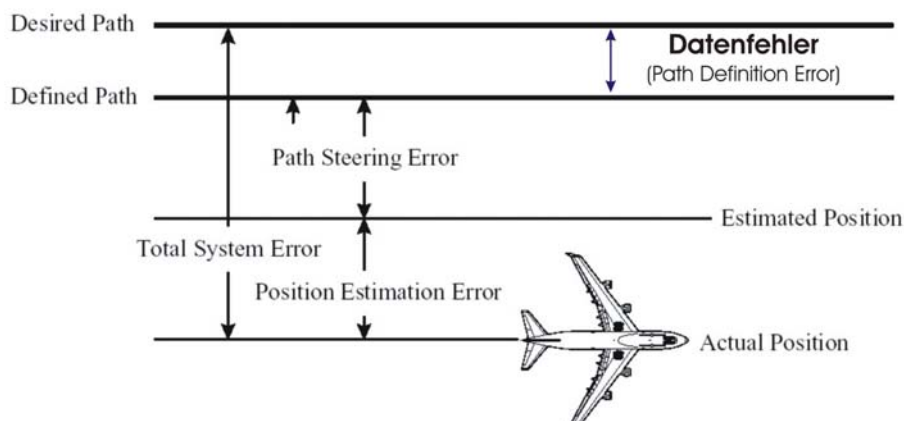 Desired Path
Datenfehler
(Path Definition Error)
Defined Path
Path Steering Error
Estimated Position
Total System Error
Position Estimation Error
Actual Position